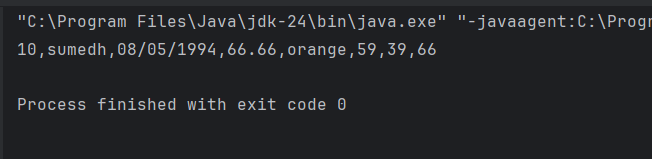 "C:\Program Files\Java\jdk-24\bin\java.exe" "-javaagent:C:\Progr
10,sumedh,08/05/1994,66.66,orange,59,39,66
Process finished with exit code 0